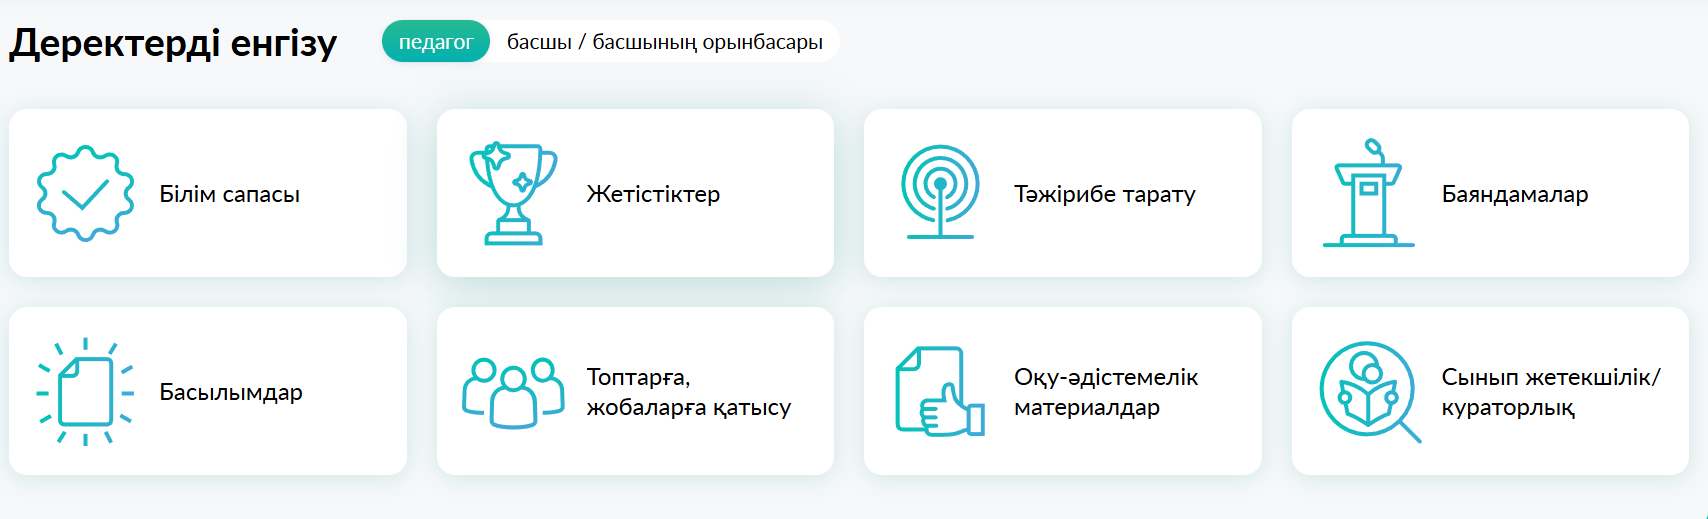 Деректерді енгізу
педагог
басшы / басшының орынбасары
Білім сапасы
Жетістіктер
Тәжірибе тарату
Баяндамалар
Басылымдар
Топтарға,
жобаларға қатысу
Оқу-әдістемелік
материалдар
Сынып жетекшілік/
кураторлық